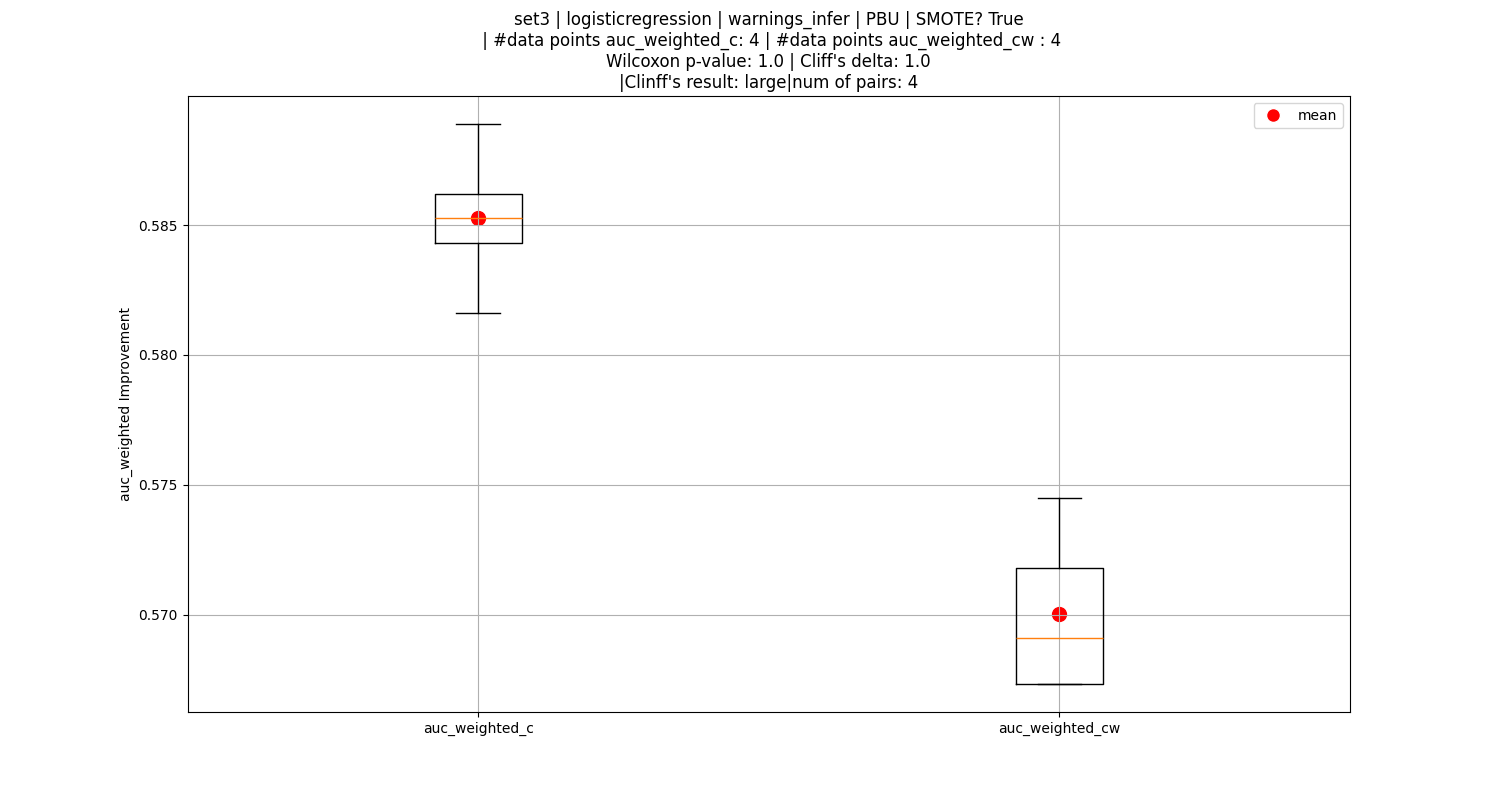 set3 | logisticregression | warnings_infer | PBU | SMOTE? True
| #data points auc_weighted_c: 4 | #data points auc_weighted_cw : 4
Wilcoxon p-value: 1.0 | Cliff's delta: 1.0
|Clinff's result: large|num of pairs: 4
mean
auc_weighted Improvement
0.585
0.580
0.575
0.570
auc_weighted_c
auc_weighted_cw